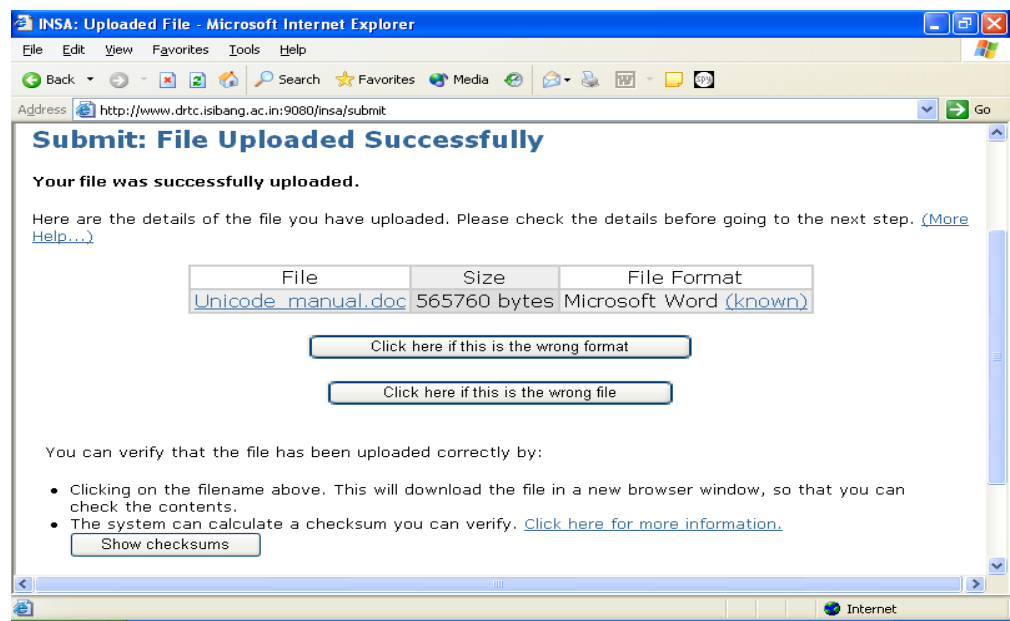 INSA: Uploaded File - Microsoft Internet Explorer
File Edit View Favorites Tools Help
Back Search Favorites Media
Address http://www.drtc.isibang.ac.in:9080/insa/submit Go
Submit: File Uploaded Successfully
Your file was successfully uploaded.
Here are the details of the file you have uploaded. Please check the details before going to the next step. (More
Help...)
File Size File Format
Unicode_manual.doc 565760 bytes Microsoft Word (known)
Click here if this is the wrong format
Click here if this is the wrong file
You can verify that the file has been uploaded correctly by:
• Clicking on the filename above. This will download the file in a new browser window, so that you can
check the contents.
• The system can calculate a checksum you can verify. Click here for more information.
Show checksums
Internet